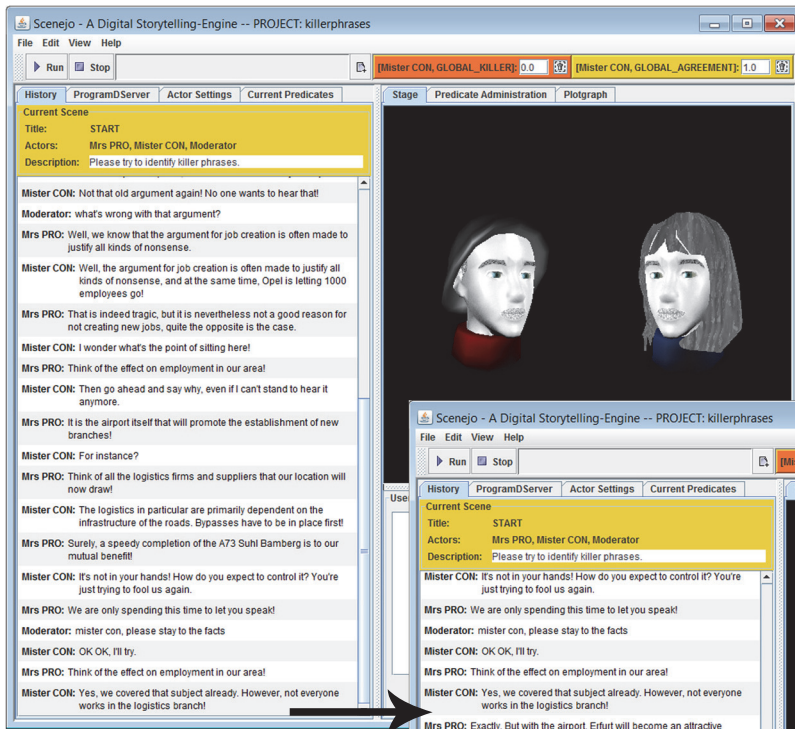 Scenejo - A Digital Storytelling-Engine -- PROJECT: killerphrases
File Edit View Help
Run Stop [Mister CON, GLOBAL_KILLER]: 0.0 [Mister CON, GLOBAL_AGREEMENT]: 1.0
History ProgramDServer Actor Settings Current Predicates
Current Scene
Title: START
Actors: Mrs PRO, Mister CON, Moderator
Description: Please try to identify killer phrases.
Mister CON: Not that old argument again! No one wants to hear that!
Moderator: what's wrong with that argument?
Mrs PRO: Well, we know that the argument for job creation is often made to
justify all kinds of nonsense.
Mister CON: Well, the argument for job creation is often made to justify all
kinds of nonsense, and at the same time, Opel is letting 1000
employees go!
Mrs PRO: That is indeed tragic, but it is nevertheless not a good reason for
not creating new jobs, quite the opposite is the case.
Mister CON: I wonder what's the point of sitting here!
Mrs PRO: Think of the effect on employment in our area!
Mister CON: Then go ahead and say why, even if I can't stand to hear it
anymore.
Mrs PRO: It is the airport itself that will promote the establishment of new
branches!
Mister CON: For instance?
Mrs PRO: Think of all the logistics firms and suppliers that our location will
now draw!
Mister CON: The logistics in particular are primarily dependent on the
infrastructure of the roads. Bypasses have to be in place first!
Mrs PRO: Surely, a speedy completion of the A73 Suhl Bamberg is to our
mutual benefit!
Mister CON: It's not in your hands! How do you expect to control it? You're
just trying to fool us again.
Mrs PRO: We are only spending this time to let you speak!
Moderator: mister con, please stay to the facts
Mister CON: OK OK, I'll try.
Mrs PRO: Think of the effect on employment in our area!
Mister CON: Yes, we covered that subject already. However, not everyone
works in the logistics branch!
Stage Predicate Administration Plotgraph
User
Scenejo - A Digital Storytelling-Engine -- PROJECT: killerphrases
File Edit View Help
Run Stop [Mi
History ProgramDServer Actor Settings Current Predicates
Current Scene
Title: START
Actors: Mrs PRO, Mister CON, Moderator
Description: Please try to identify killer phrases.
Mister CON: It's not in your hands! How do you expect to control it? You're
just trying to fool us again.
Mrs PRO: We are only spending this time to let you speak!
Moderator: mister con, please stay to the facts
Mister CON: OK OK, I'll try.
Mrs PRO: Think of the effect on employment in our area!
Mister CON: Yes, we covered that subject already. However, not everyone
works in the logistics branch!
Mrs PRO: Exactly. But with the airport, Erfurt will become an attractive